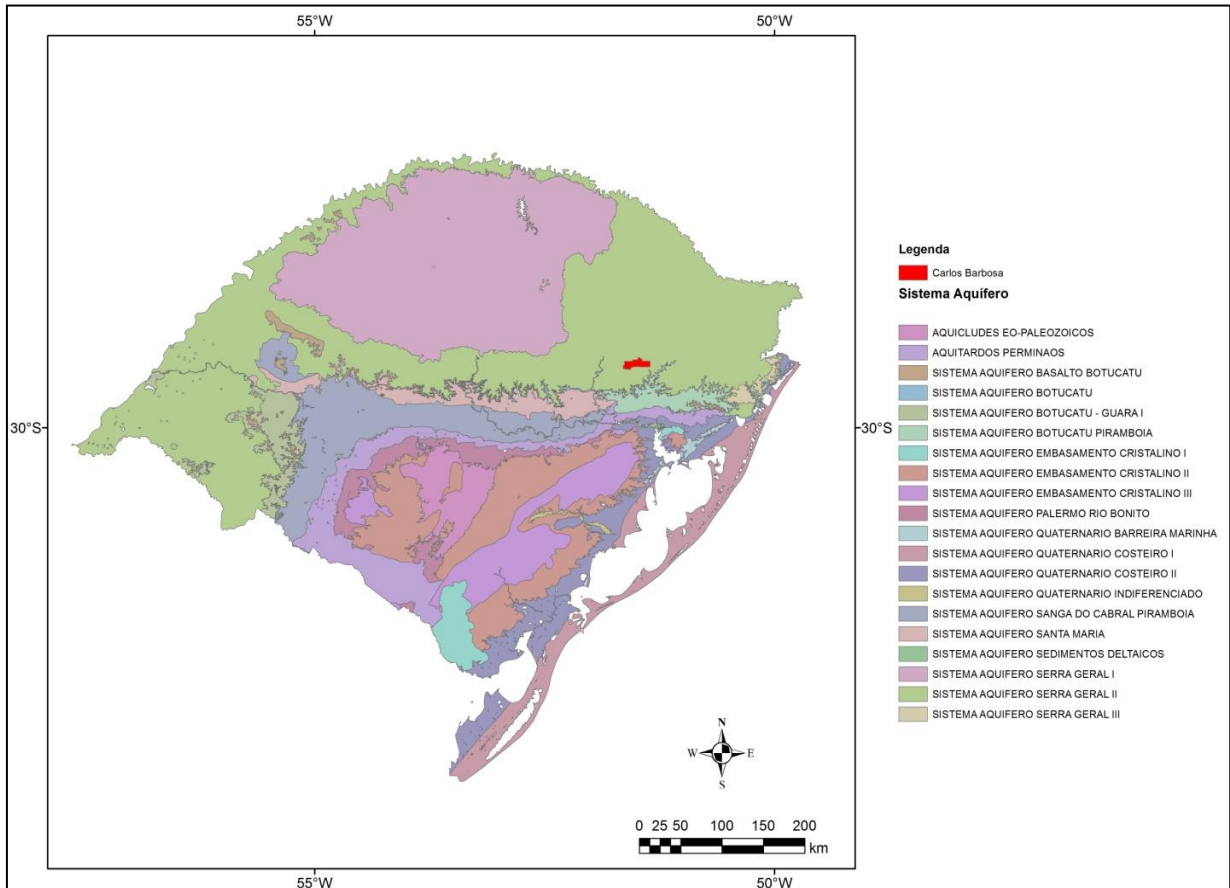 55°W 50°W
30°S 30°S
Legenda
Carlos Barbosa
Sistema Aquífero
AQUICLUDES EO-PALEOZOICOS
AQUITARDOS PERMINAOS
SISTEMA AQUIFERO BASALTO BOTUCATU
SISTEMA AQUIFERO BOTUCATU
SISTEMA AQUIFERO BOTUCATU - GUARA I
SISTEMA AQUIFERO BOTUCATU PIRAMBOIA
SISTEMA AQUIFERO EMBASAMENTO CRISTALINO I
SISTEMA AQUIFERO EMBASAMENTO CRISTALINO II
SISTEMA AQUIFERO EMBASAMENTO CRISTALINO III
SISTEMA AQUIFERO PALERMO RIO BONITO
SISTEMA AQUIFERO QUATERNARIO BARREIRA MARINHA
SISTEMA AQUIFERO QUATERNARIO COSTEIRO I
SISTEMA AQUIFERO QUATERNARIO COSTEIRO II
SISTEMA AQUIFERO QUATERNARIO INDIFERENCIADO
SISTEMA AQUIFERO SANGA DO CABRAL PIRAMBOIA
SISTEMA AQUIFERO SANTA MARIA
SISTEMA AQUIFERO SEDIMENTOS DELTAICOS
SISTEMA AQUIFERO SERRA GERAL I
SISTEMA AQUIFERO SERRA GERAL II
SISTEMA AQUIFERO SERRA GERAL III
N
W E
S
0 25 50 100 150 200
km
55°W 50°W